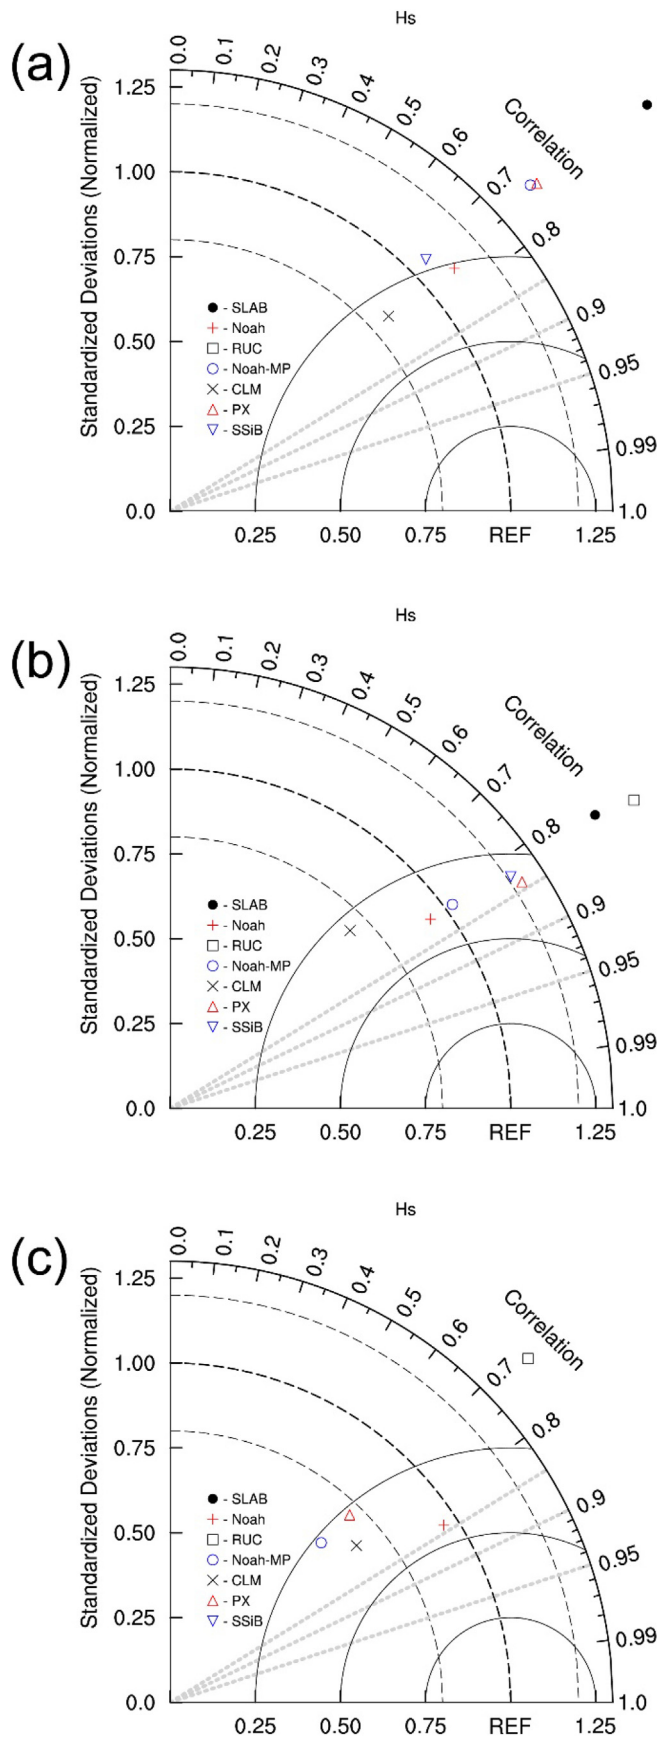 (a)
Hs
0.0 0.1 0.2 0.3 0.4 0.5 0.6 0.7 0.8 0.9 0.95 0.99 1.0
Correlation
Standardized Deviations (Normalized)
1.25
1.00
0.75
0.50
0.25
0.0
- SLAB
- Noah
- RUC
- Noah-MP
- CLM
- PX
- SSiB
0.25 0.50 0.75 REF 1.25
(b)
Hs
0.0 0.1 0.2 0.3 0.4 0.5 0.6 0.7 0.8 0.9 0.95 0.99 1.0
Correlation
Standardized Deviations (Normalized)
1.25
1.00
0.75
0.50
0.25
0.0
- SLAB
- Noah
- RUC
- Noah-MP
- CLM
- PX
- SSiB
0.25 0.50 0.75 REF 1.25
(c)
Hs
0.0 0.1 0.2 0.3 0.4 0.5 0.6 0.7 0.8 0.9 0.95 0.99 1.0
Correlation
Standardized Deviations (Normalized)
1.25
1.00
0.75
0.50
0.25
0.0
- SLAB
- Noah
- RUC
- Noah-MP
- CLM
- PX
- SSiB
0.25 0.50 0.75 REF 1.25